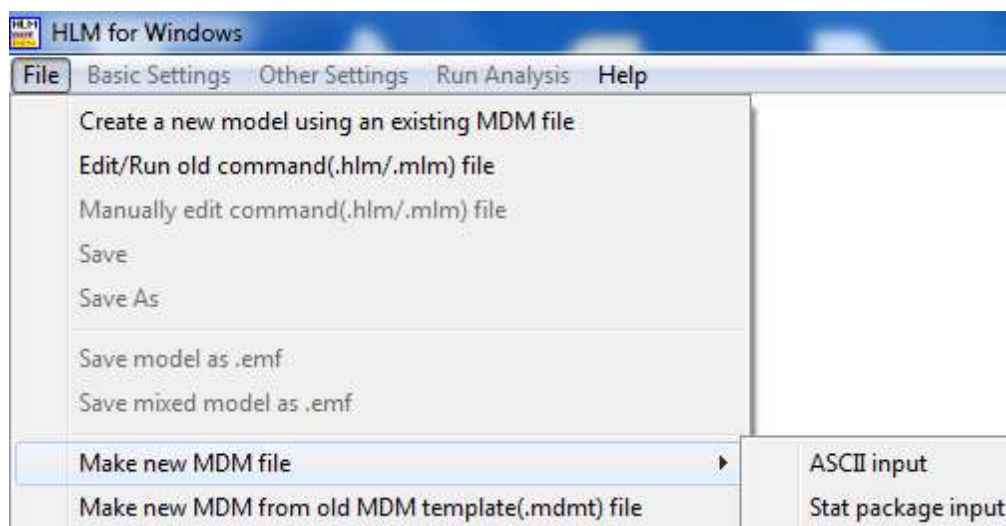 HLM for Windows
File Basic Settings Other Settings Run Analysis Help
Create a new model using an existing MDM file
Edit/Run old command(.hlm/.mlm) file
Manually edit command(.hlm/.mlm) file
Save
Save As
Save model as .emf
Save mixed model as .emf
Make new MDM file
ASCII input
Make new MDM from old MDM template(.mdmt) file
Stat package input